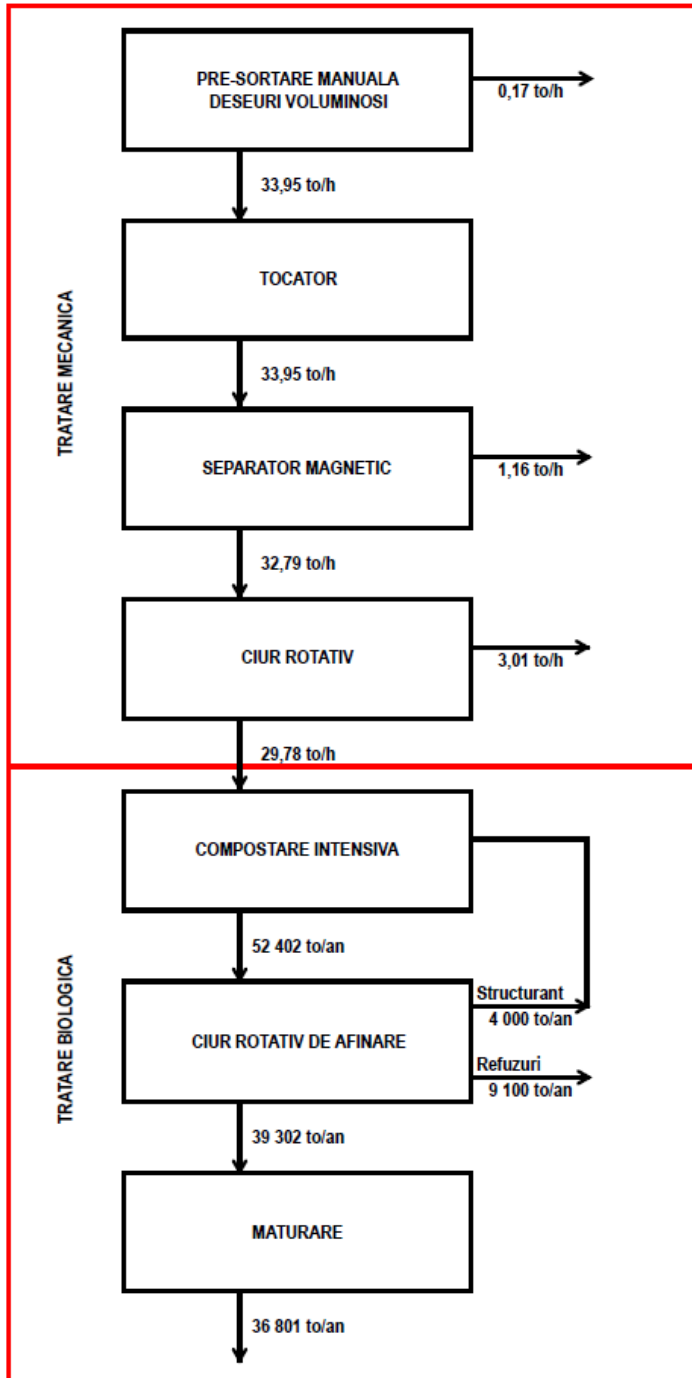 PRE-SORTARE MANUALA
DESEURI VOLUMINOSI
0,17 to/h
33,95 to/h
TOCATOR
33,95 to/h
TRATARE MECANICA
SEPARATOR MAGNETIC
1,16 to/h
32,79 to/h
CIUR ROTATIV
3,01 to/h
29,78 to/h
COMPOSTARE INTENSIVA
52 402 to/an
TRATARE BIOLOGICA
Structurant
4 000 to/an
CIUR ROTATIV DE AFINARE
Refuzuri
9 100 to/an
39 302 to/an
MATURARE
36 801 to/an